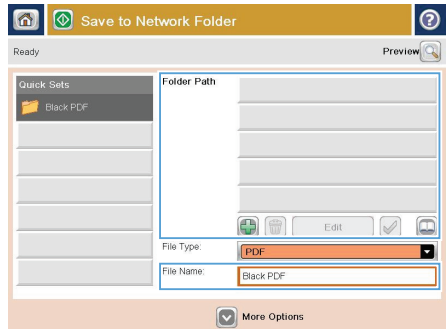 Save to Network Folder
?
Ready
Preview
Quick Sets
Black PDF
Folder Path
Edit
File Type:
PDF
File Name:
Black PDF
More Options